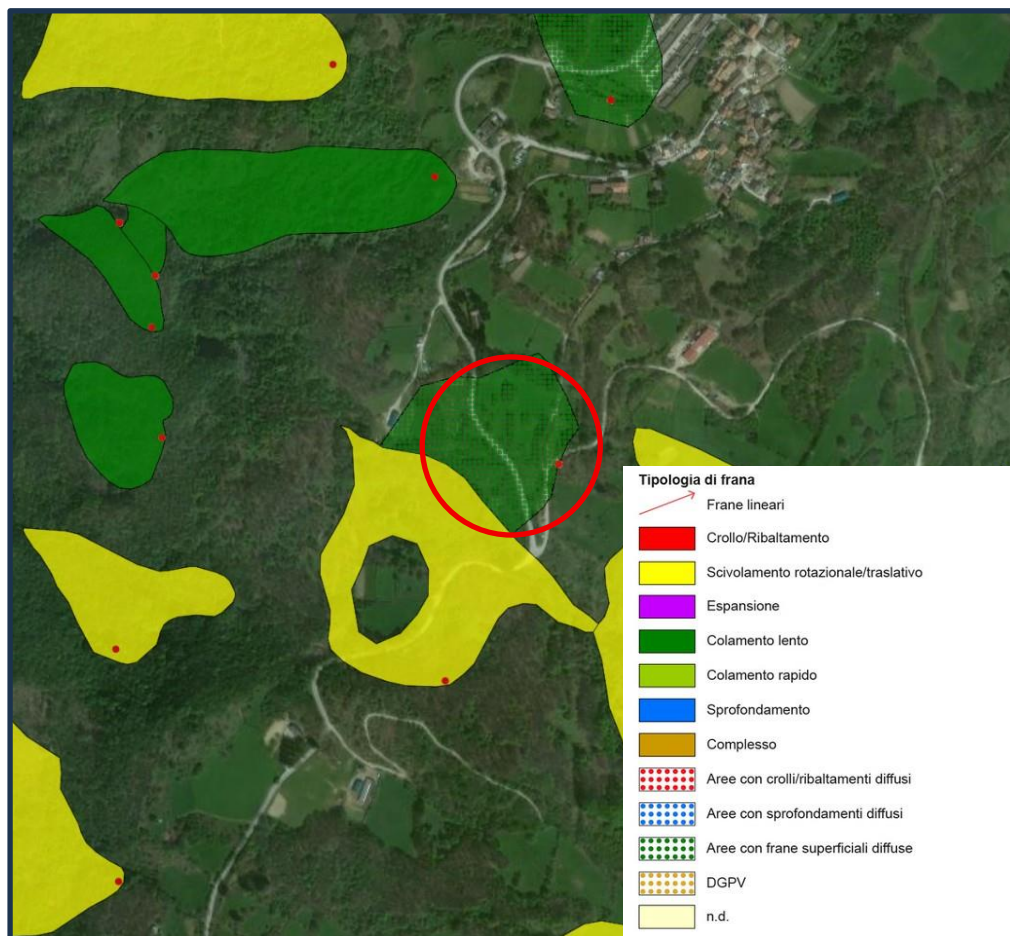 Tipologia di frana
Frane lineari
Crollo/Ribaltamento
Scivolamento rotazionale/traslativo
Espansione
Colamento lento
Colamento rapido
Sprofondamento
Complesso
Aree con crolli/ribaltamenti diffusi
Aree con sprofondamenti diffusi
Aree con frane superficiali diffuse
DGPV
n.d.